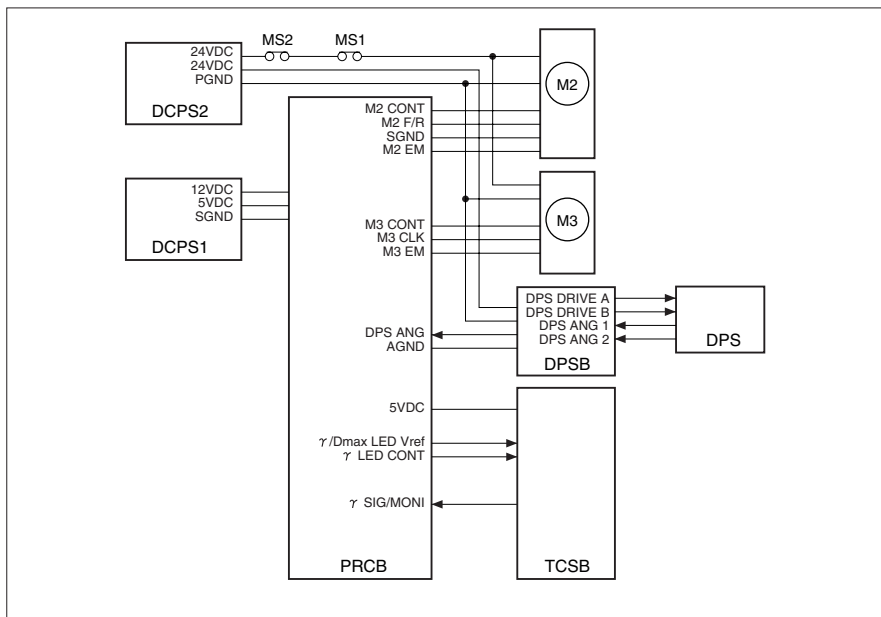 MS2
MS1
24VDC
24VDC
PGND
DCPS2
M2
M2 CONT
M2 F/R
SGND
M2 EM
12VDC
5VDC
SGND
DCPS1
M3
M3 CONT
M3 CLK
M3 EM
DPS DRIVE A
DPS DRIVE B
DPS ANG 1
DPS ANG 2
DPSB
DPS
DPS ANG
AGND
5VDC
γ/Dmax LED Vref
γ LED CONT
γ SIG/MONI
PRCB
TCSB